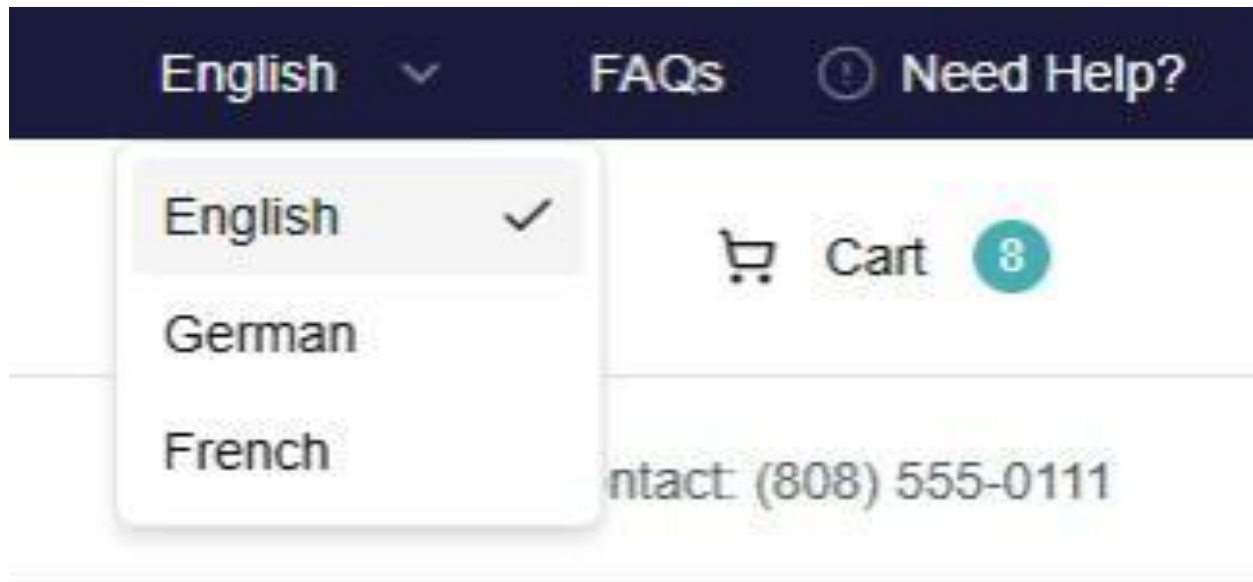 English FAQs Need Help?
English
Cart 8
German
French
ntact: (808) 555-0111